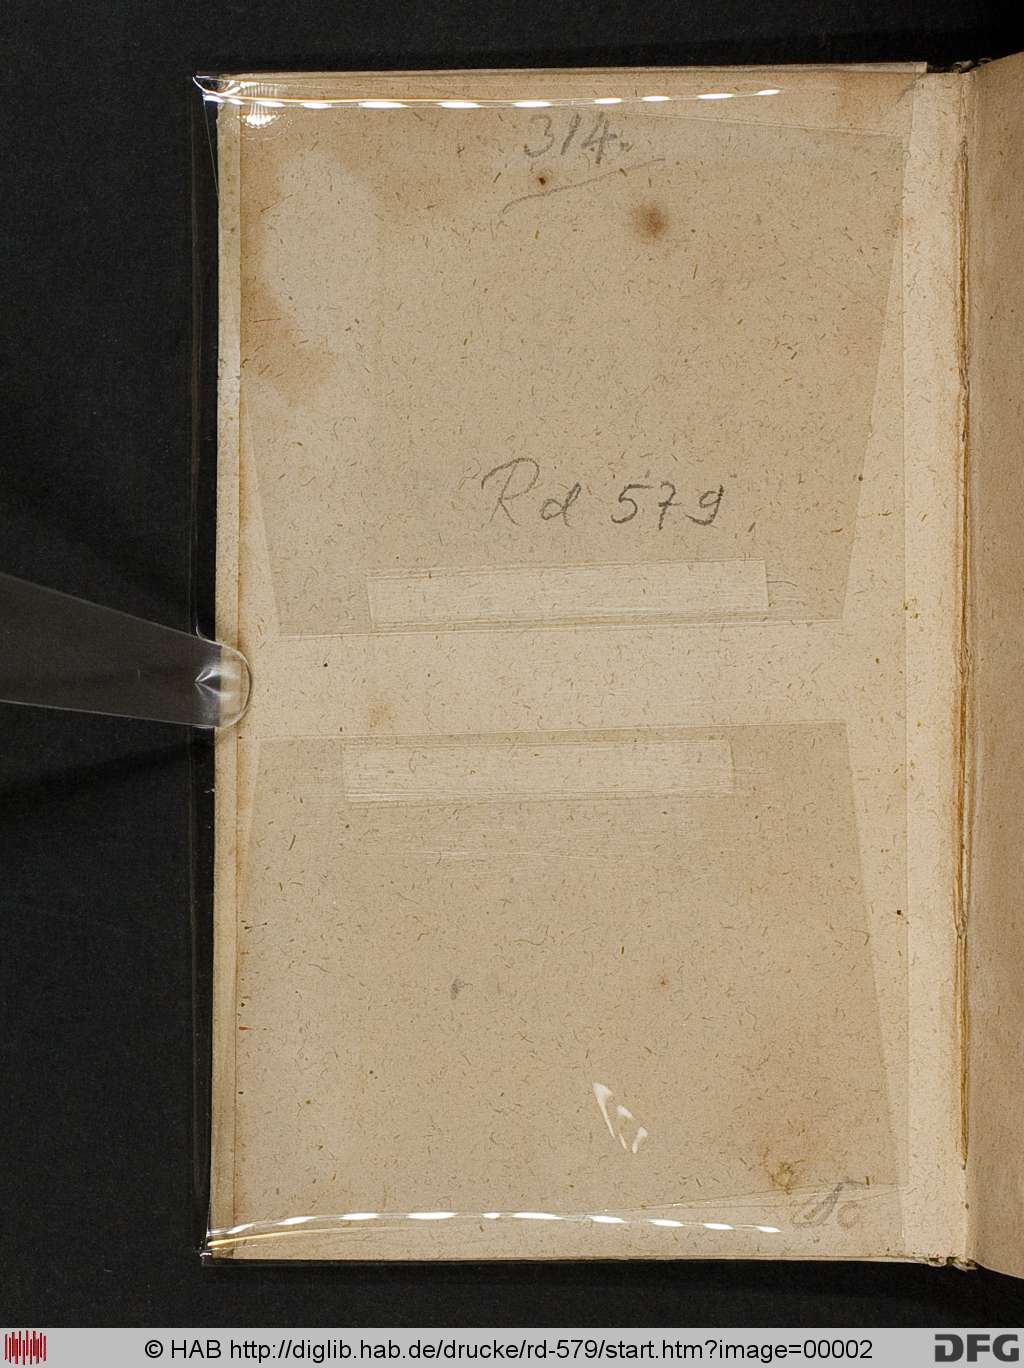 314.
Rd 579
© HAB http://diglib.hab.de/drucke/rd-579/start.htm?image=00002
DFG